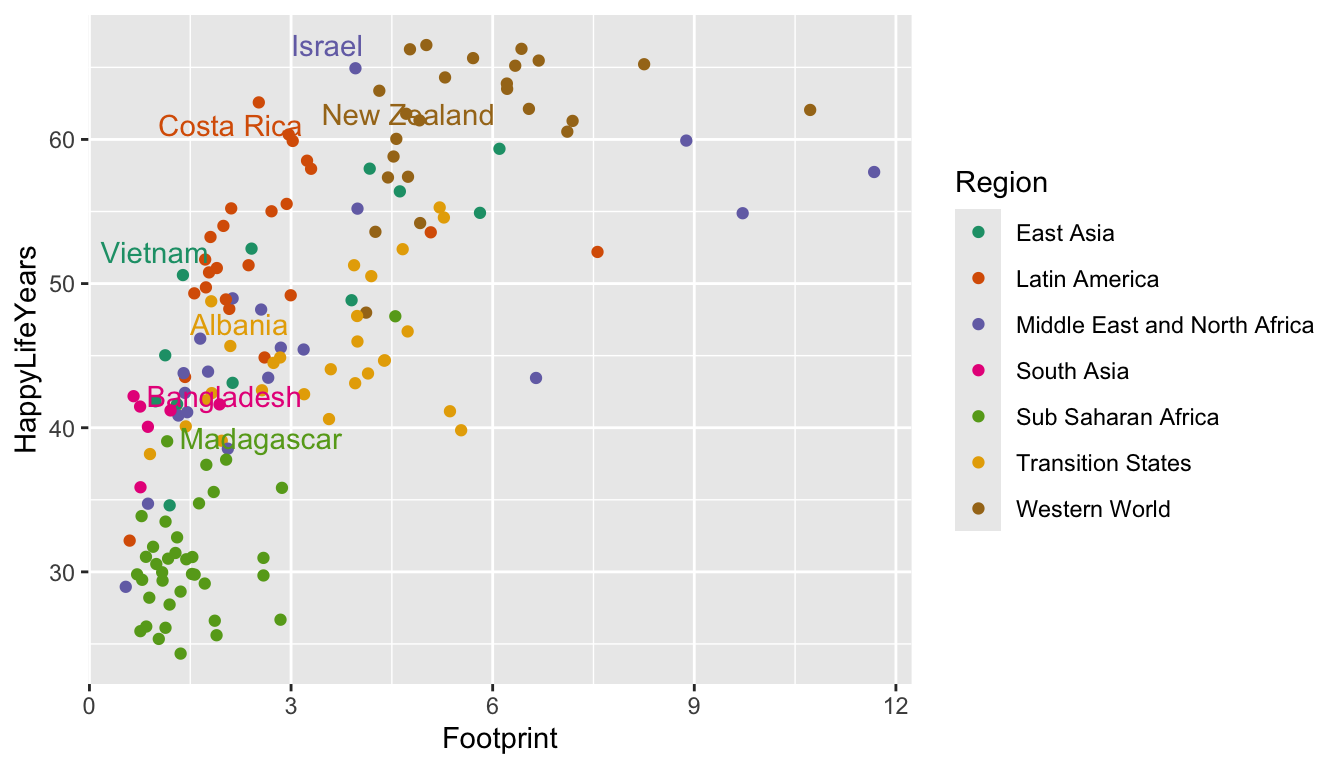 Israel
New Zealand
Costa Rica
Vietnam
Albania
Bangladesh
Madagascar
60
50
40
30
0 3 6 9 12
Footprint
HappyLifeYears
Region
East Asia
Latin America
Middle East and North Africa
South Asia
Sub Saharan Africa
Transition States
Western World